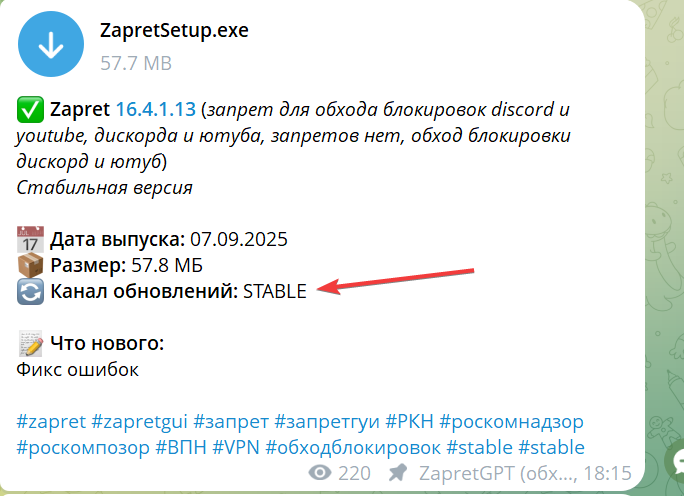 ZapretSetup.exe
57.7 MB
Zapret 16.4.1.13 (запрет для обхода блокировок discord и
youtube, дискорда и ютуба, запретов нет, обход блокировки
дискорд и ютуб)
Стабильная версия
17 Дата выпуска: 07.09.2025
Размер: 57.8 МБ
Канал обновлений: STABLE
Что нового:
Фикс ошибок
#zapret #zapretgui #запрет #запретгуи #РКН #роскомнадзор
#роскомпозор #ВПН #VPN #обходблокировок #stable #stable
220 ZapretGPT (обх..., 18:15